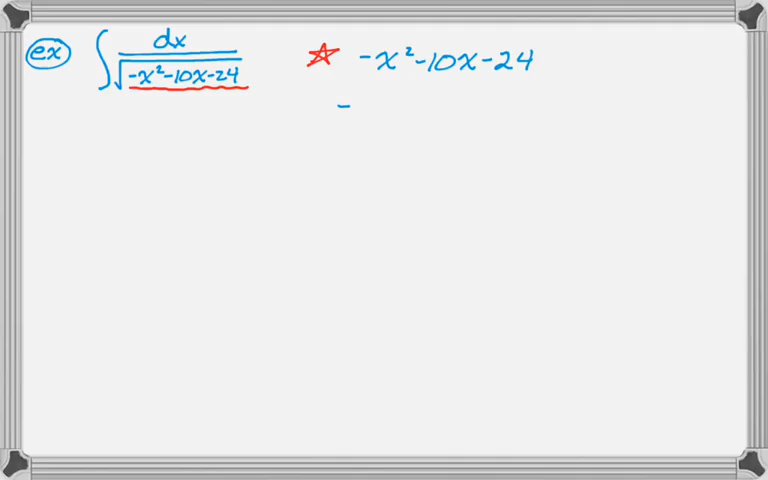 ex ∫ dx / √(-x²-10x-24) ☆ -x²-10x-24
-